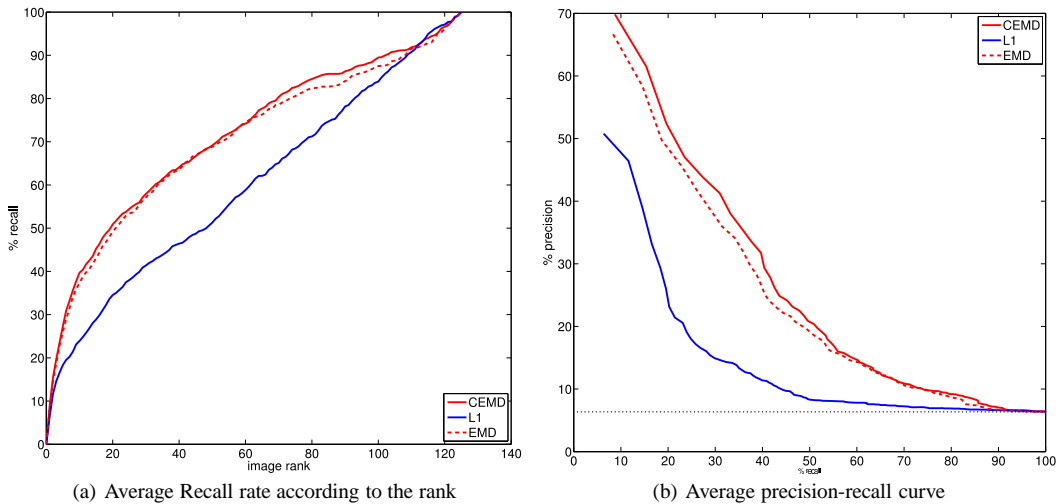 100
90
80
70
60
50
40
30
20
10
0
% recall
0 20 40 60 80 100 120 140
image rank
CEMD
L1
EMD
(a) Average Recall rate according to the rank
70
60
50
40
30
20
10
0
% precision
0 10 20 30 40 50 60 70 80 90 100
% recall
CEMD
L1
EMD
(b) Average precision-recall curve